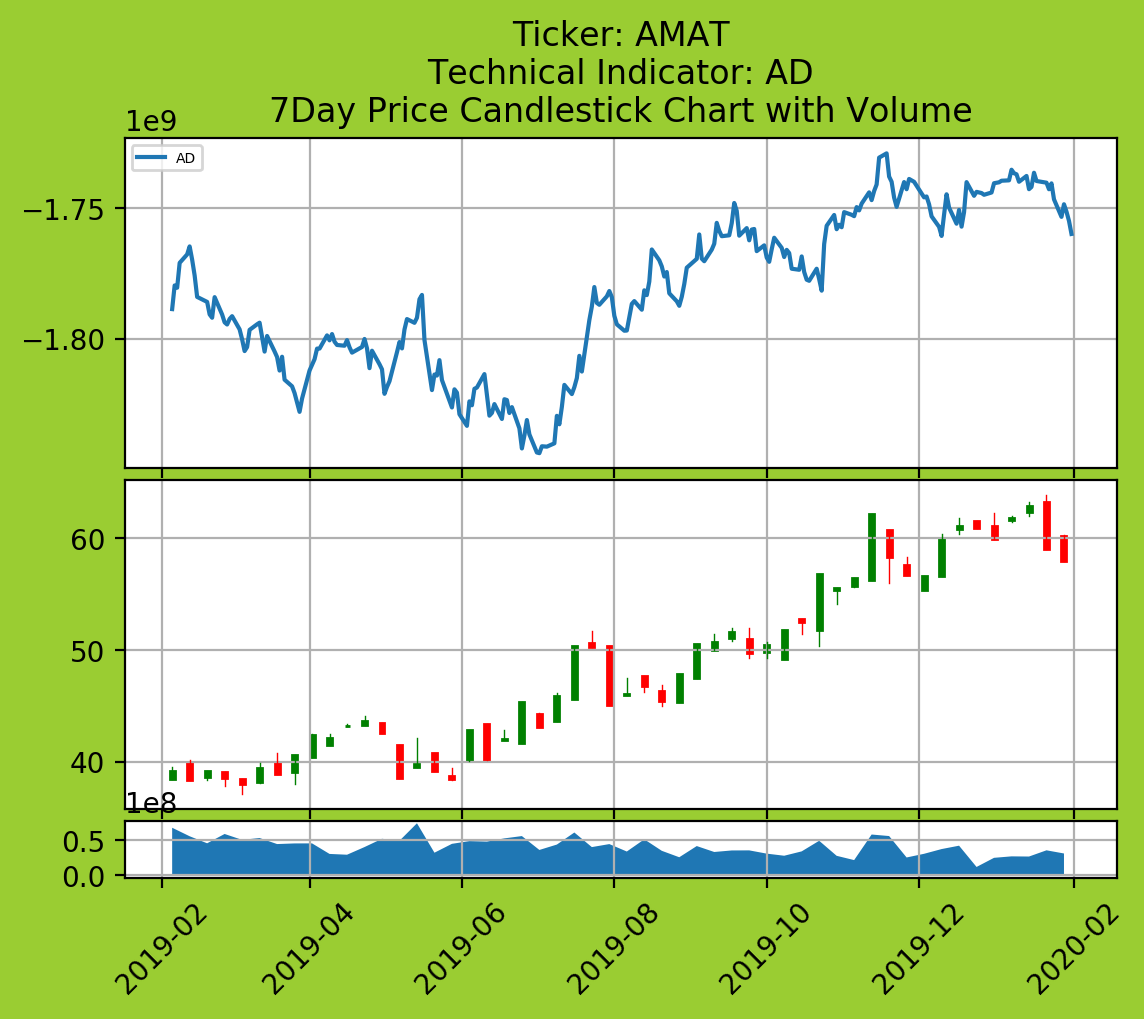 Ticker: AMAT
Technical Indicator: AD
7Day Price Candlestick Chart with Volume
1e9
AD
−1.75
−1.80
60
50
40
1e8
0.5
0.0
2019-02
2019-04
2019-06
2019-08
2019-10
2019-12
2020-02